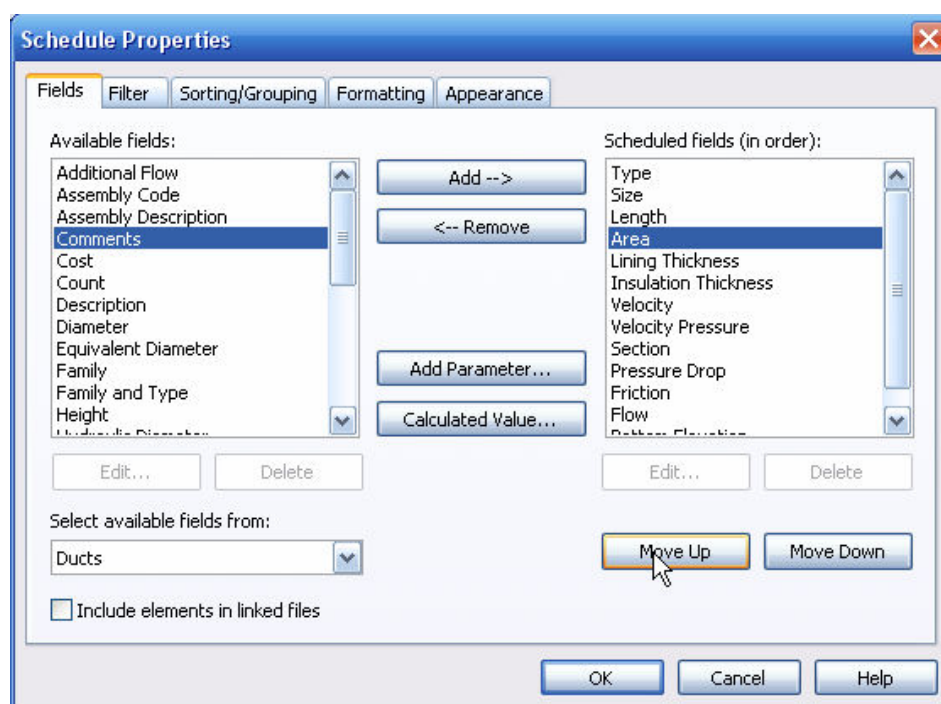 Schedule Properties
Fields Filter Sorting/Grouping Formatting Appearance
Available fields:
Additional Flow
Assembly Code
Assembly Description
Comments
Cost
Count
Description
Diameter
Equivalent Diameter
Family
Family and Type
Height
Edit... Delete
Select available fields from:
Ducts
Include elements in linked files
Add -->
<-- Remove
Add Parameter...
Calculated Value...
Scheduled fields (in order):
Type
Size
Length
Area
Lining Thickness
Insulation Thickness
Velocity
Velocity Pressure
Section
Pressure Drop
Friction
Flow
Bottom Elevation
Edit... Delete
Move Up Move Down
OK Cancel Help